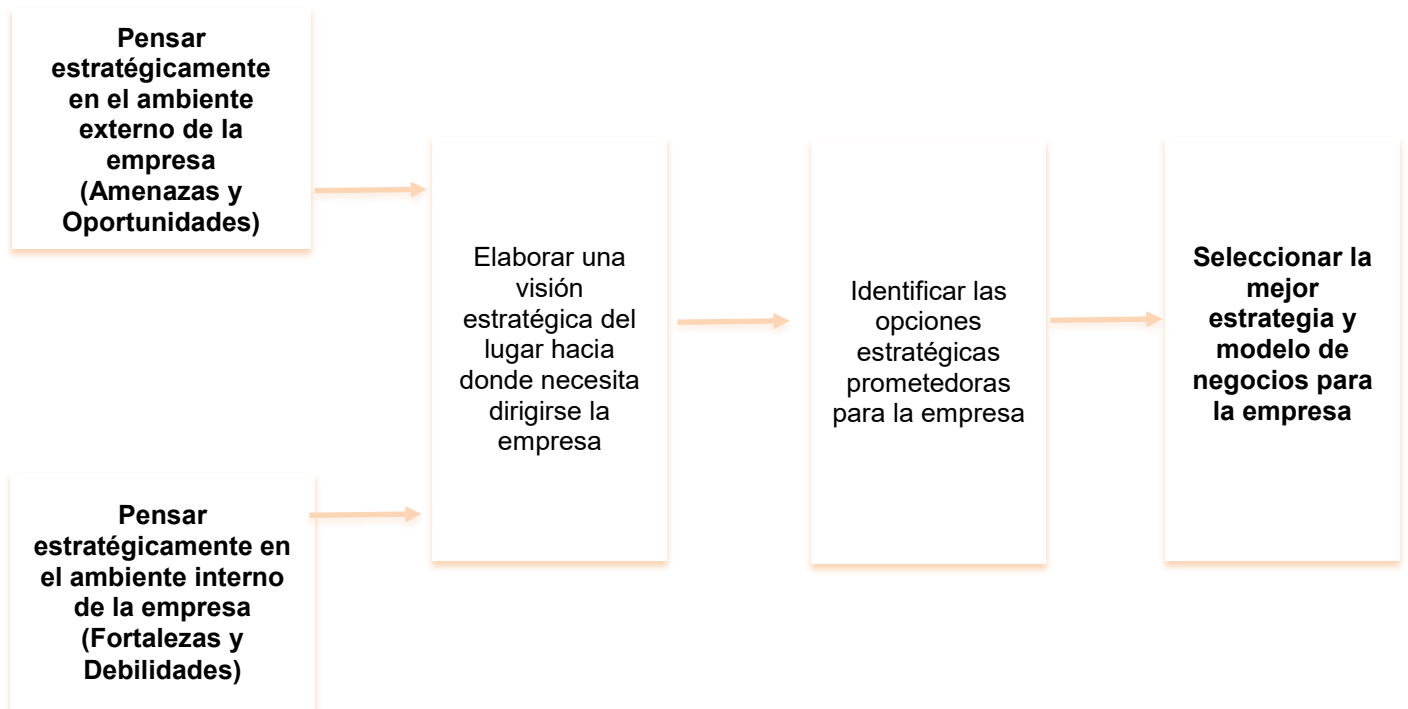 Pensar
estratégicamente
en el ambiente
externo de la
empresa
(Amenazas y
Oportunidades)
Pensar
estratégicamente en
el ambiente interno
de la empresa
(Fortalezas y
Debilidades)
Elaborar una
visión
estratégica del
lugar hacia
donde necesita
dirigirse la
empresa
Identificar las
opciones
estratégicas
prometedoras
para la empresa
Seleccionar la
mejor
estrategia y
modelo de
negocios para
la empresa